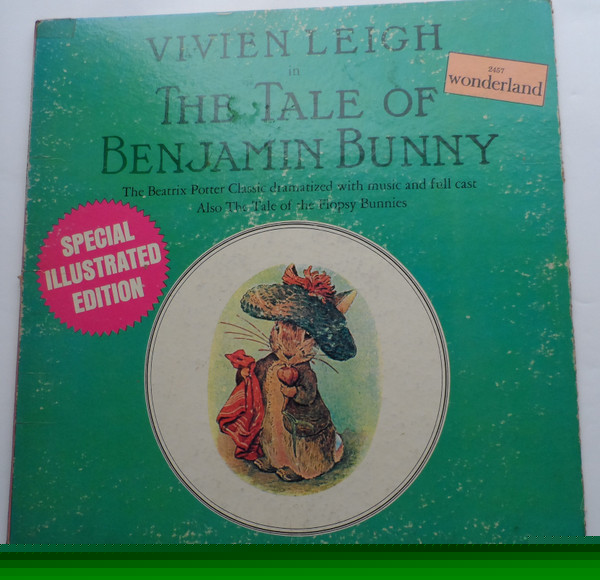 VIVIEN LEIGH
in
THE TALE OF
BENJAMIN BUNNY
2457
wonderland
The Beatrix Potter Classic dramatized with music and full cast
Also The Tale of the Flopsy Bunnies
SPECIAL
ILLUSTRATED
EDITION